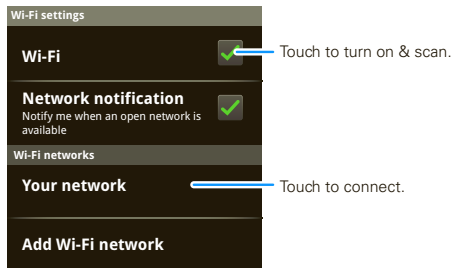 Wi-Fi settings
Wi-Fi
Touch to turn on & scan.
Network notification
Notify me when an open network is
available
Wi-Fi networks
Your network
Touch to connect.
Add Wi-Fi network